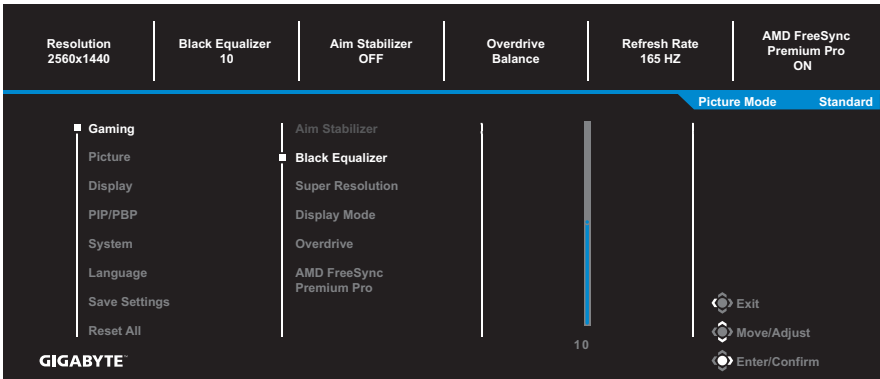 Resolution
2560x1440
Black Equalizer
10
Aim Stabilizer
OFF
Overdrive
Balance
Refresh Rate
165 HZ
AMD FreeSync
Premium Pro
ON
Picture Mode Standard
Gaming
Picture
Display
PIP/PBP
System
Language
Save Settings
Reset All
Aim Stabilizer
Black Equalizer
Super Resolution
Display Mode
Overdrive
AMD FreeSync
Premium Pro
10
Exit
Move/Adjust
Enter/Confirm
GIGABYTE™